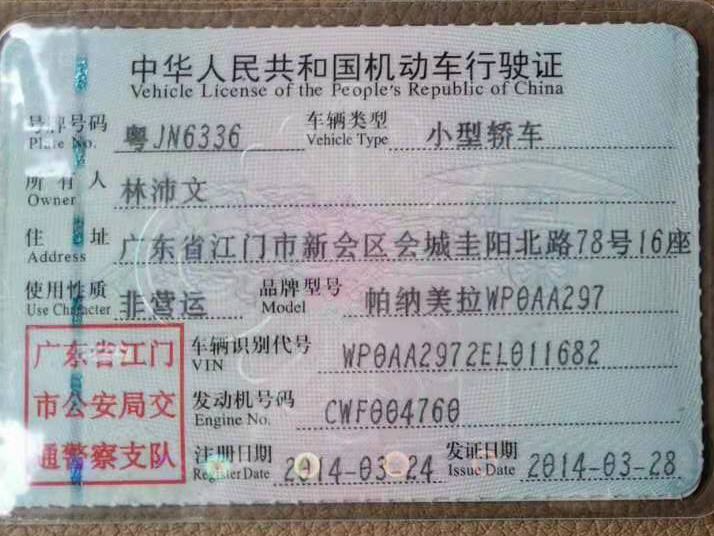 中华人民共和国机动车行驶证
Vehicle License of the People's Republic of China
号牌号码 粤JN6336 车辆类型 小型轿车
Plate No. Vehicle Type
所有人 林沛文
Owner
住址 广东省江门市新会区会城圭阳北路78号16座
Address
使用性质 非营运 品牌型号 帕纳美拉WP0AA297
Use Character Model
广东省江门
市公安局交
通警察支队
车辆识别代号 WP0AA2972EL011682
VIN
发动机号码 CWF004760
Engine No.
注册日期 2014-03-24 发证日期 2014-03-28
Register Date Issue Date